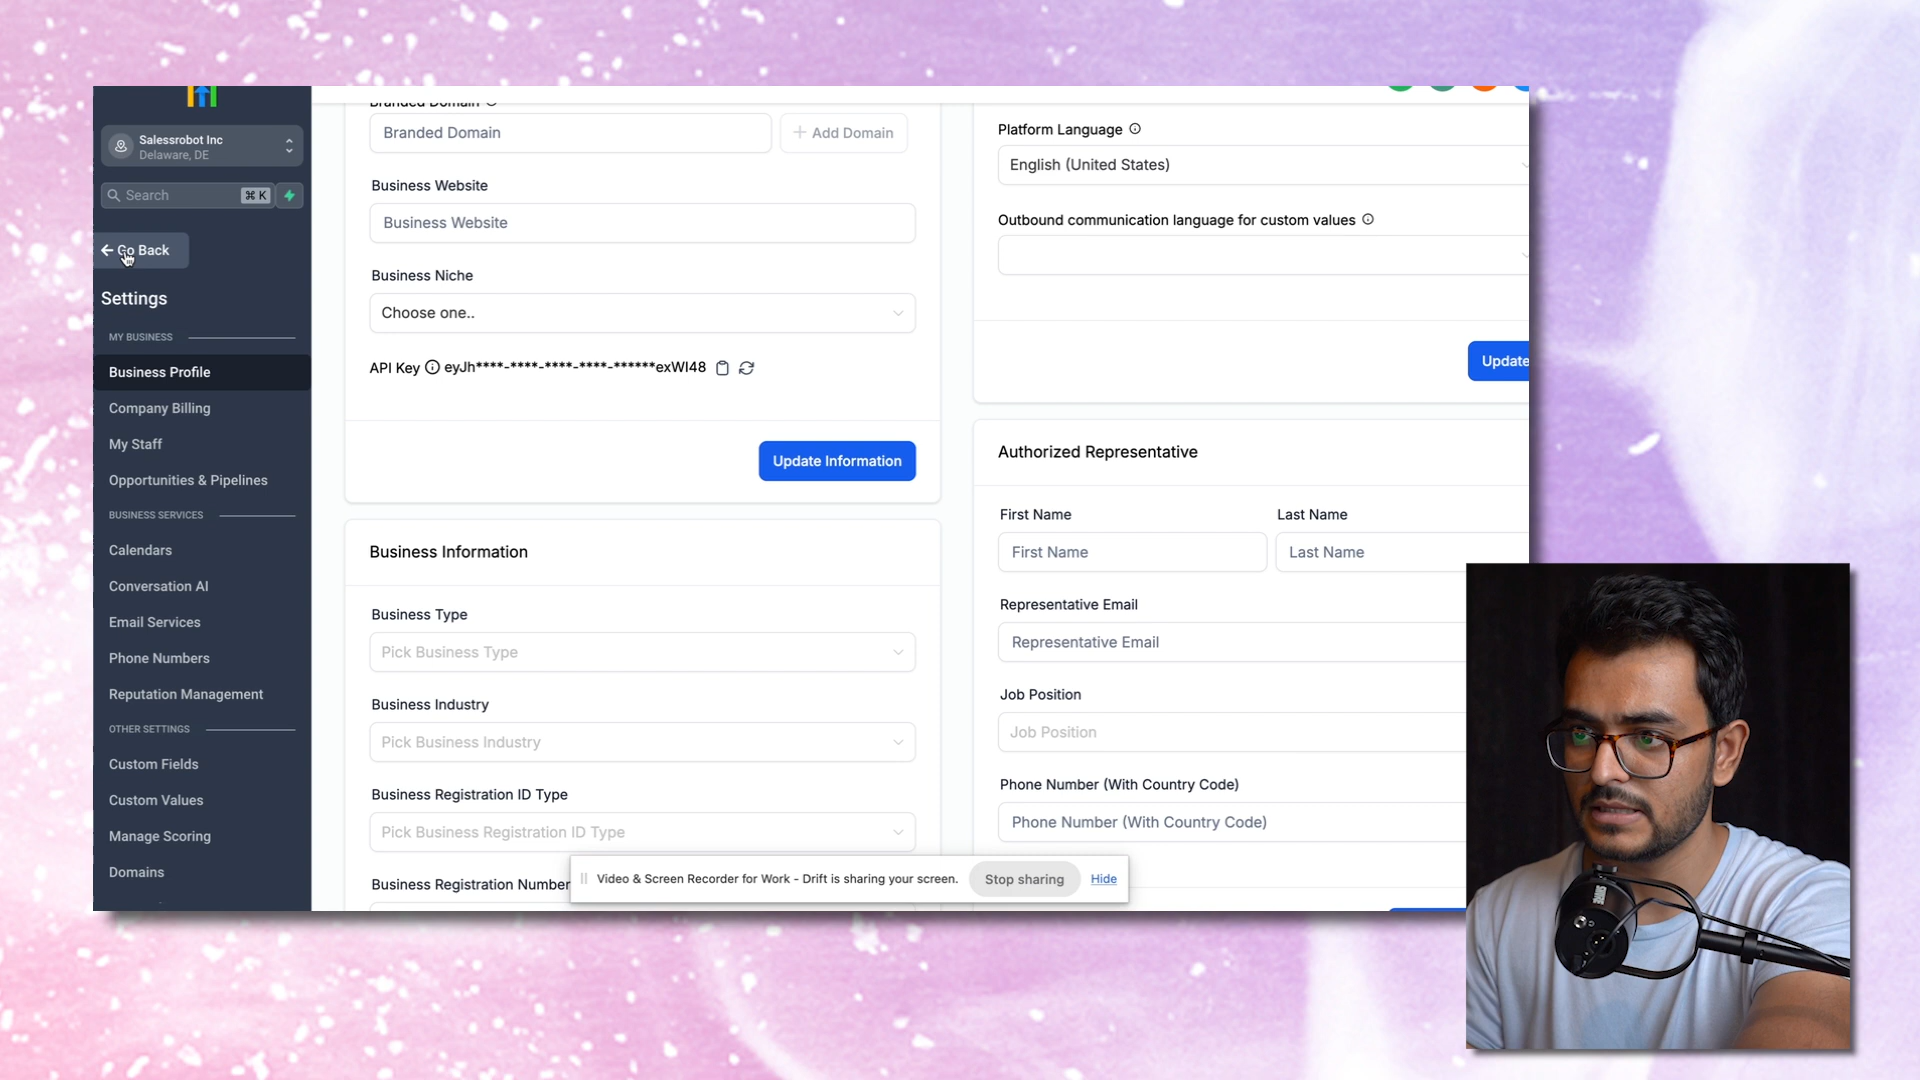 Salessrobot Inc
Delaware, DE
Search
⌘ K
← Go Back
Settings
MY BUSINESS
Business Profile
Company Billing
My Staff
Opportunities & Pipelines
BUSINESS SERVICES
Calendars
Conversation AI
Email Services
Phone Numbers
Reputation Management
OTHER SETTINGS
Custom Fields
Custom Values
Manage Scoring
Domains
Branded Domain
Branded Domain
+ Add Domain
Business Website
Business Website
Business Niche
Choose one..
API Key eyJh****-****-****-****-******exWI48
Update Information
Business Information
Business Type
Pick Business Type
Business Industry
Pick Business Industry
Business Registration ID Type
Pick Business Registration ID Type
Business Registration Number
Platform Language
English (United States)
Outbound communication language for custom values
Update
Authorized Representative
First Name
Last Name
First Name
Last Name
Representative Email
Representative Email
Job Position
Job Position
Phone Number (With Country Code)
Phone Number (With Country Code)
Video & Screen Recorder for Work - Drift is sharing your screen.
Stop sharing
Hide
SHURE